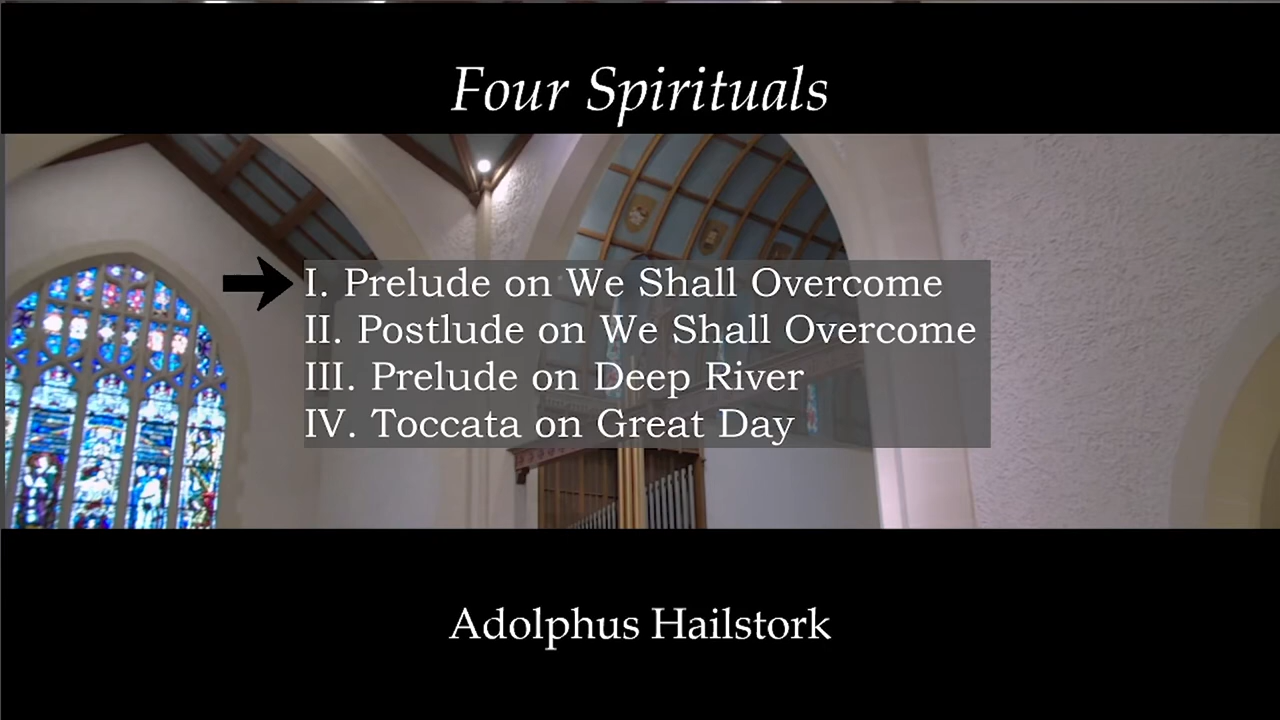 Four Spirituals
I. Prelude on We Shall Overcome
II. Postlude on We Shall Overcome
III. Prelude on Deep River
IV. Toccata on Great Day
Adolphus Hailstork